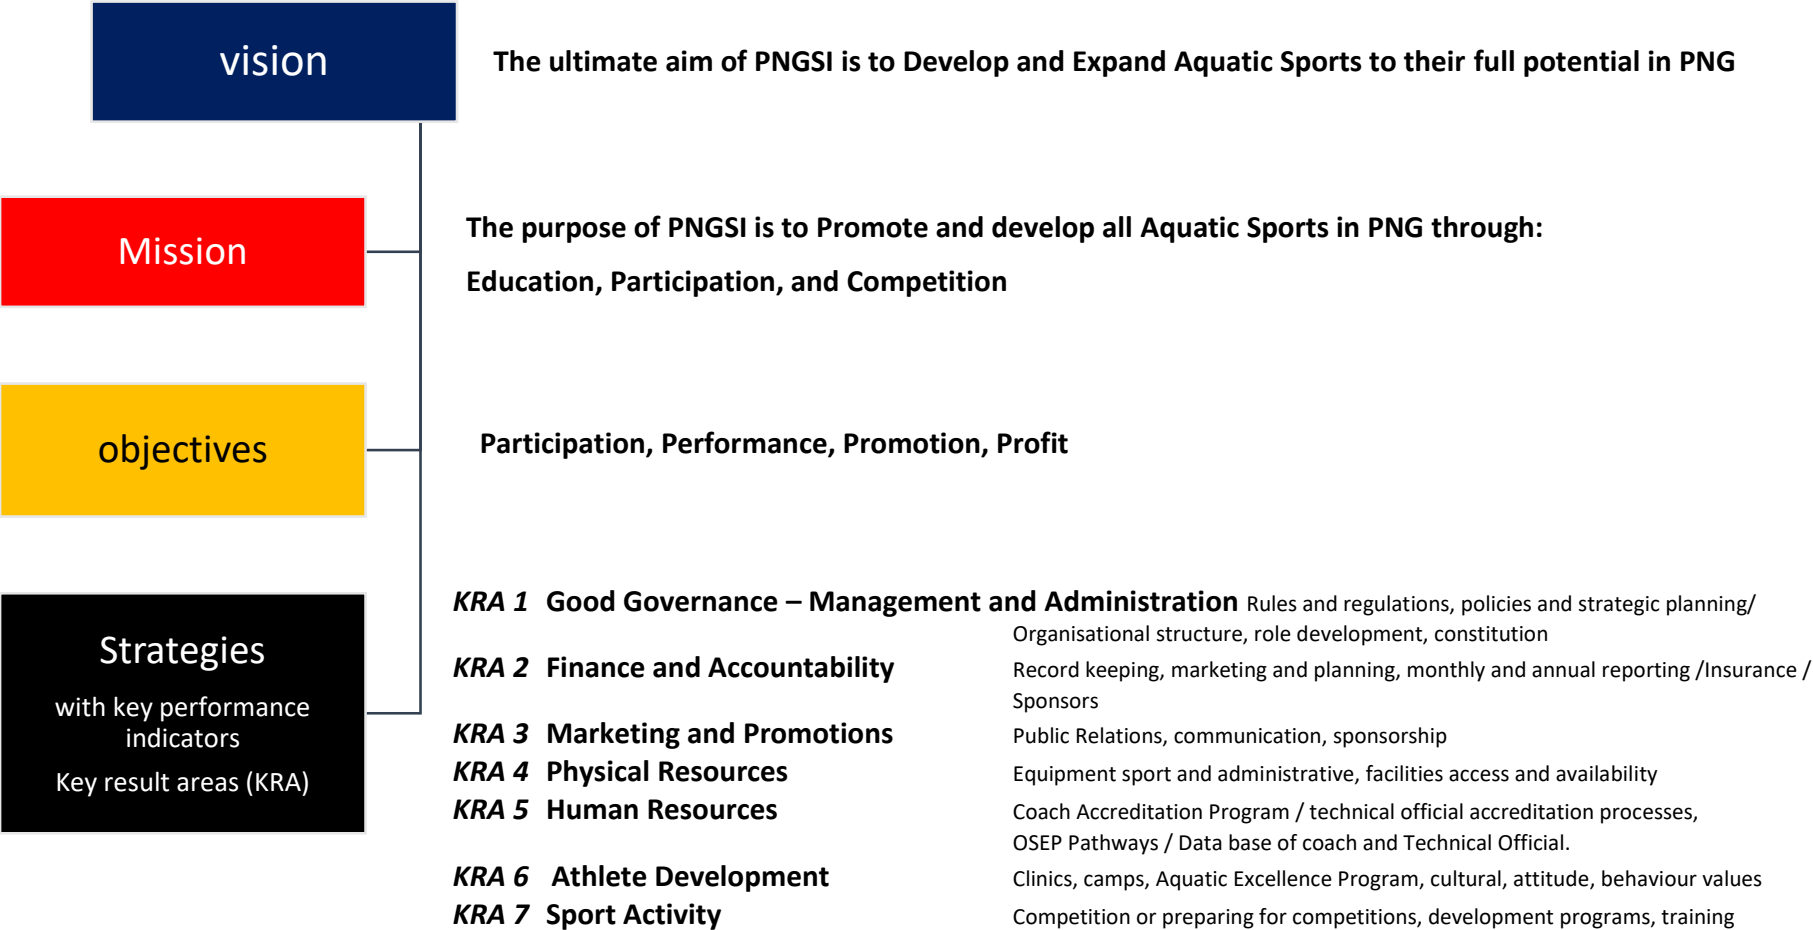 vision
The ultimate aim of PNGSI is to Develop and Expand Aquatic Sports to their full potential in PNG
Mission
The purpose of PNGSI is to Promote and develop all Aquatic Sports in PNG through:
Education, Participation, and Competition
objectives
Participation, Performance, Promotion, Profit
Strategies
with key performance
indicators
Key result areas (KRA)
KRA 1 Good Governance – Management and Administration Rules and regulations, policies and strategic planning/
Organisational structure, role development, constitution
KRA 2 Finance and Accountability Record keeping, marketing and planning, monthly and annual reporting /Insurance /
Sponsors
KRA 3 Marketing and Promotions Public Relations, communication, sponsorship
KRA 4 Physical Resources Equipment sport and administrative, facilities access and availability
KRA 5 Human Resources Coach Accreditation Program / technical official accreditation processes,
OSEP Pathways / Data base of coach and Technical Official.
KRA 6 Athlete Development Clinics, camps, Aquatic Excellence Program, cultural, attitude, behaviour values
KRA 7 Sport Activity Competition or preparing for competitions, development programs, training